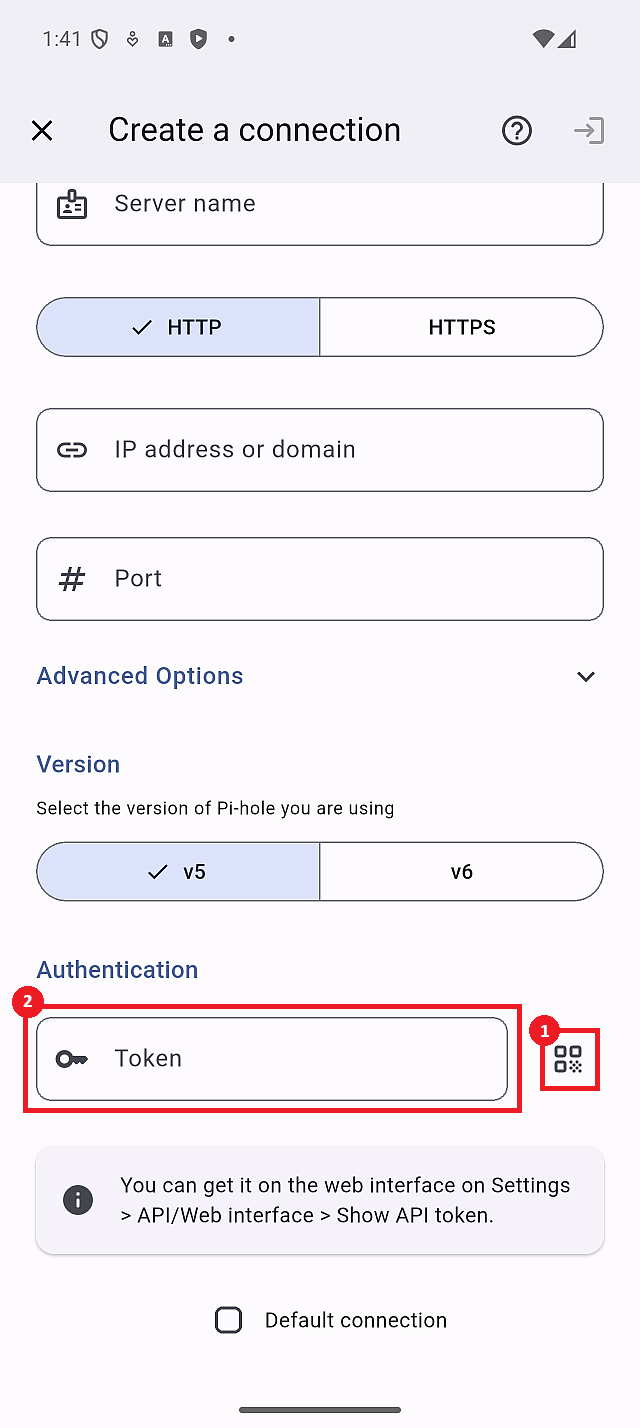 1:41
Create a connection
Server name
HTTP
HTTPS
IP address or domain
Port
Advanced Options
Version
Select the version of Pi-hole you are using
v5
v6
Authentication
2
1
Token
You can get it on the web interface on Settings
> API/Web interface > Show API token.
Default connection